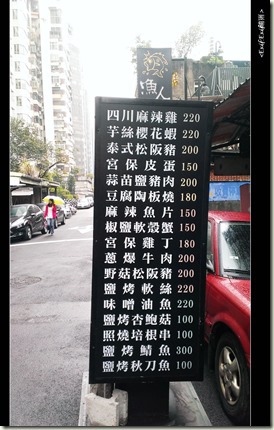 漁人
四川麻辣雞 220
芋絲櫻花蝦 220
泰式松阪豬 200
宮保皮蛋 150
蒜苗鹽豬肉 200
豆腐陶板燒 180
麻辣魚片 150
椒鹽軟殼蟹 150
宮保雞丁 180
蔥爆牛肉 200
野菇松阪豬 200
鹽烤軟絲 220
味噌油魚 220
鹽烤杏鮑菇 100
照燒培根串 100
鹽烤鯖魚 300
鹽烤秋刀魚 100